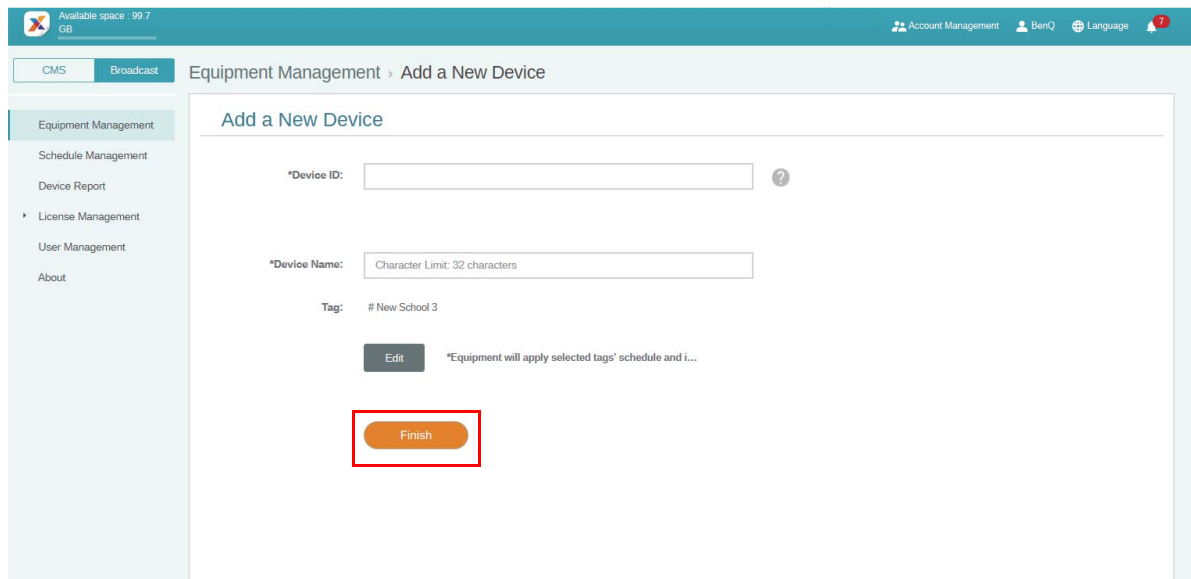 Available space : 99.7
GB
Account Management
BenQ
Language
7
CMS
Broadcast
Equipment Management › Add a New Device
Equipment Management
Schedule Management
Device Report
License Management
User Management
About
Add a New Device
*Device ID:
?
*Device Name:
Character Limit: 32 characters
Tag:
# New School 3
Edit
*Equipment will apply selected tags' schedule and i...
Finish